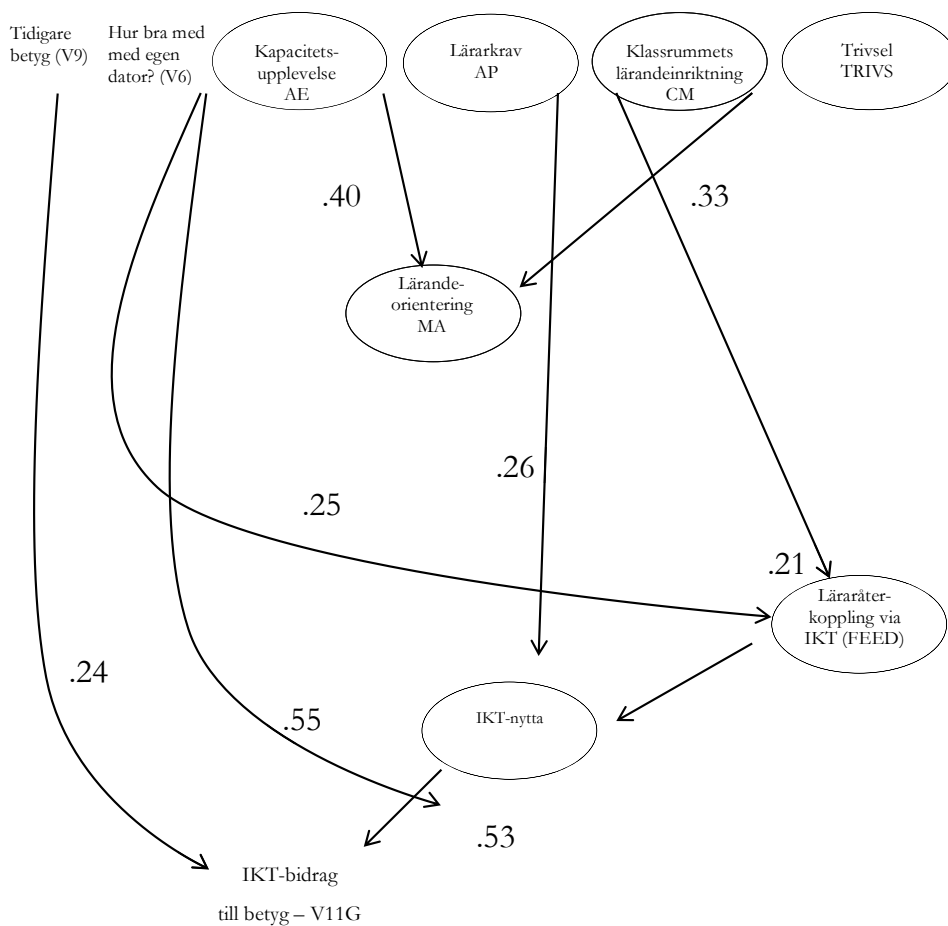 Tidigare
betyg (V9)
Hur bra med
med egen
dator? (V6)
Kapacitets-
upplevelse
AE
Lärarkrav
AP
Klassrummets
lärandeinriktning
CM
Trivsel
TRIVS
.40
.33
Lärande-
orientering
MA
.26
.25
.21
Läraråter-
koppling via
IKT (FEED)
.24
.55
IKT-nytta
.53
IKT-bidrag
till betyg – V11G